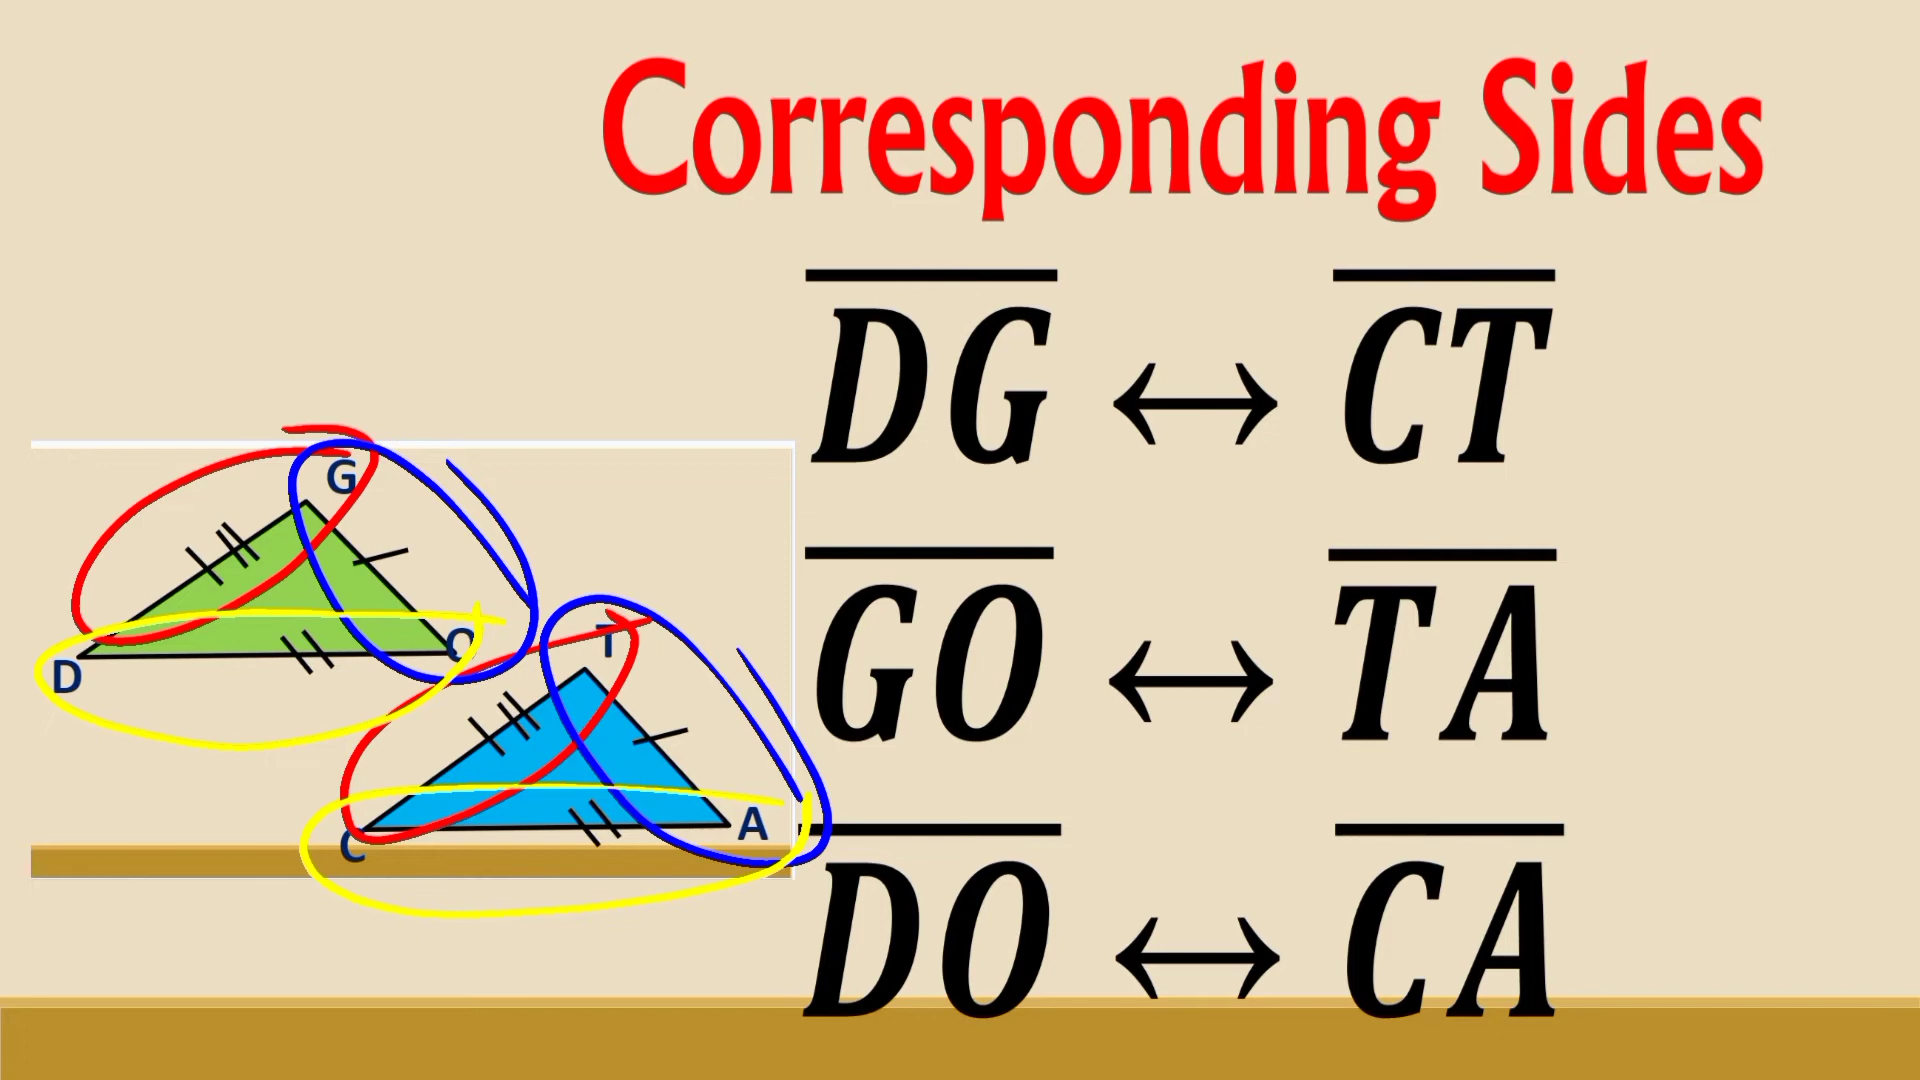 Corresponding Sides
DG ↔ CT
GO ↔ TA
DO ↔ CA
G
D
O
T
C
A